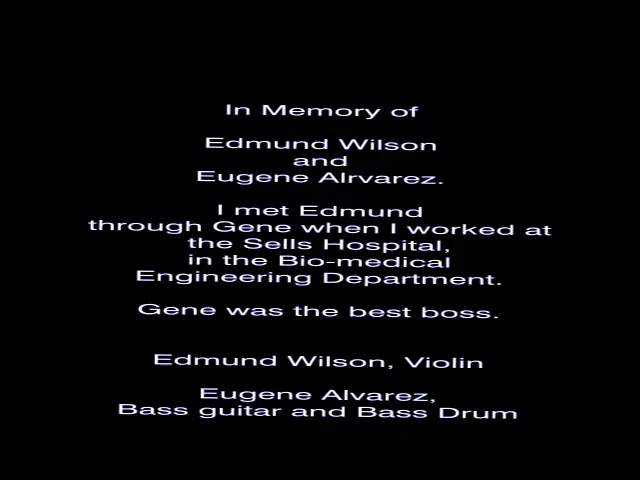 In Memory of
Edmund Wilson
and
Eugene Alrvarez.
I met Edmund
through Gene when I worked at
the Sells Hospital,
in the Bio-medical
Engineering Department.
Gene was the best boss.
Edmund Wilson, Violin
Eugene Alvarez,
Bass guitar and Bass Drum